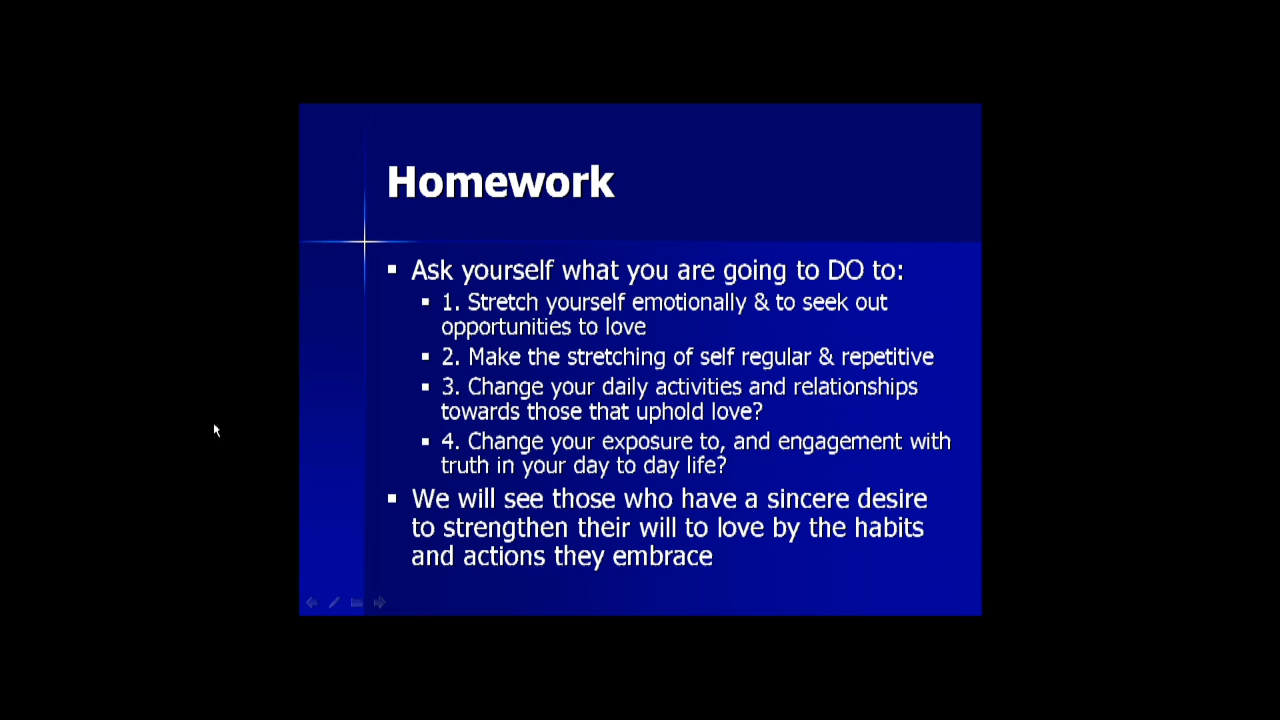 Homework
Ask yourself what you are going to DO to:
1. Stretch yourself emotionally & to seek out
opportunities to love
2. Make the stretching of self regular & repetitive
3. Change your daily activities and relationships
towards those that uphold love?
4. Change your exposure to, and engagement with
truth in your day to day life?
We will see those who have a sincere desire
to strengthen their will to love by the habits
and actions they embrace